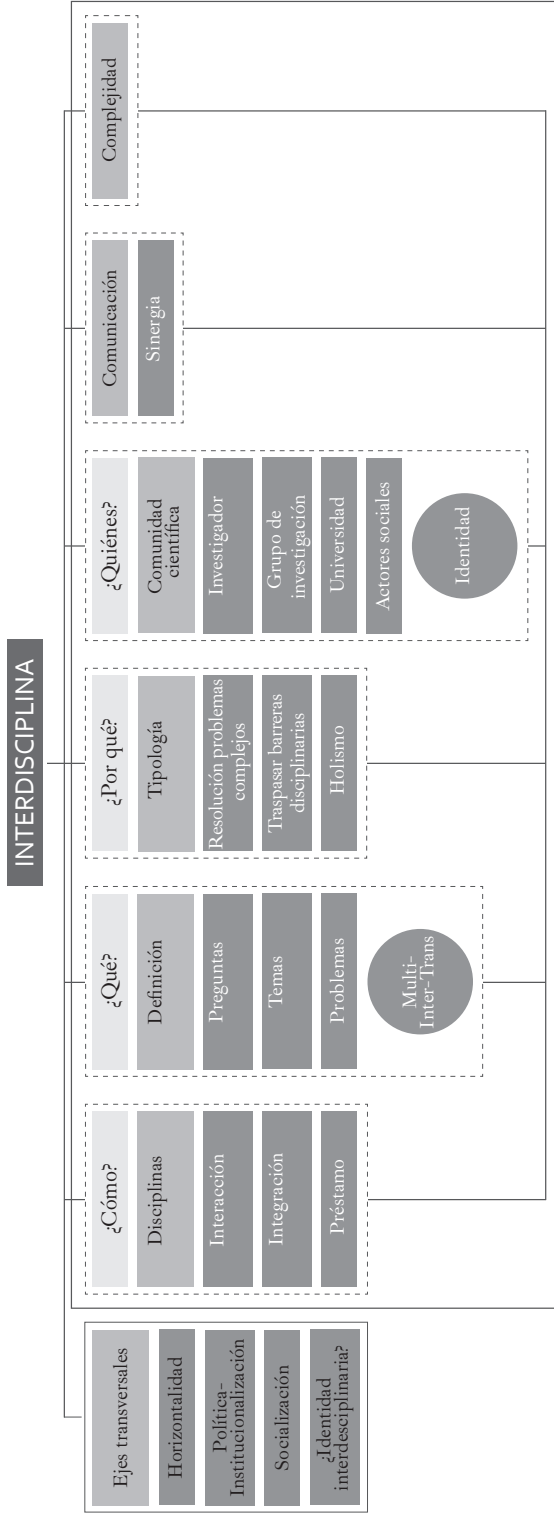 INTERDISCIPLINA
Ejes transversales
Horizontalidad
Política-
Institucionalización
Socialización
¿Identidad
interdesciplinaria?
¿Cómo?
Disciplinas
Interacción
Integración
Préstamo
¿Qué?
Definición
Preguntas
Temas
Problemas
Multi-
Inter-Trans
¿Por qué?
Tipología
Resolución problemas
complejos
Traspasar barreras
disciplinarias
Holismo
¿Quiénes?
Comunidad
científica
Investigador
Grupo de
investigación
Universidad
Actores sociales
Identidad
Comunicación
Sinergia
Complejidad